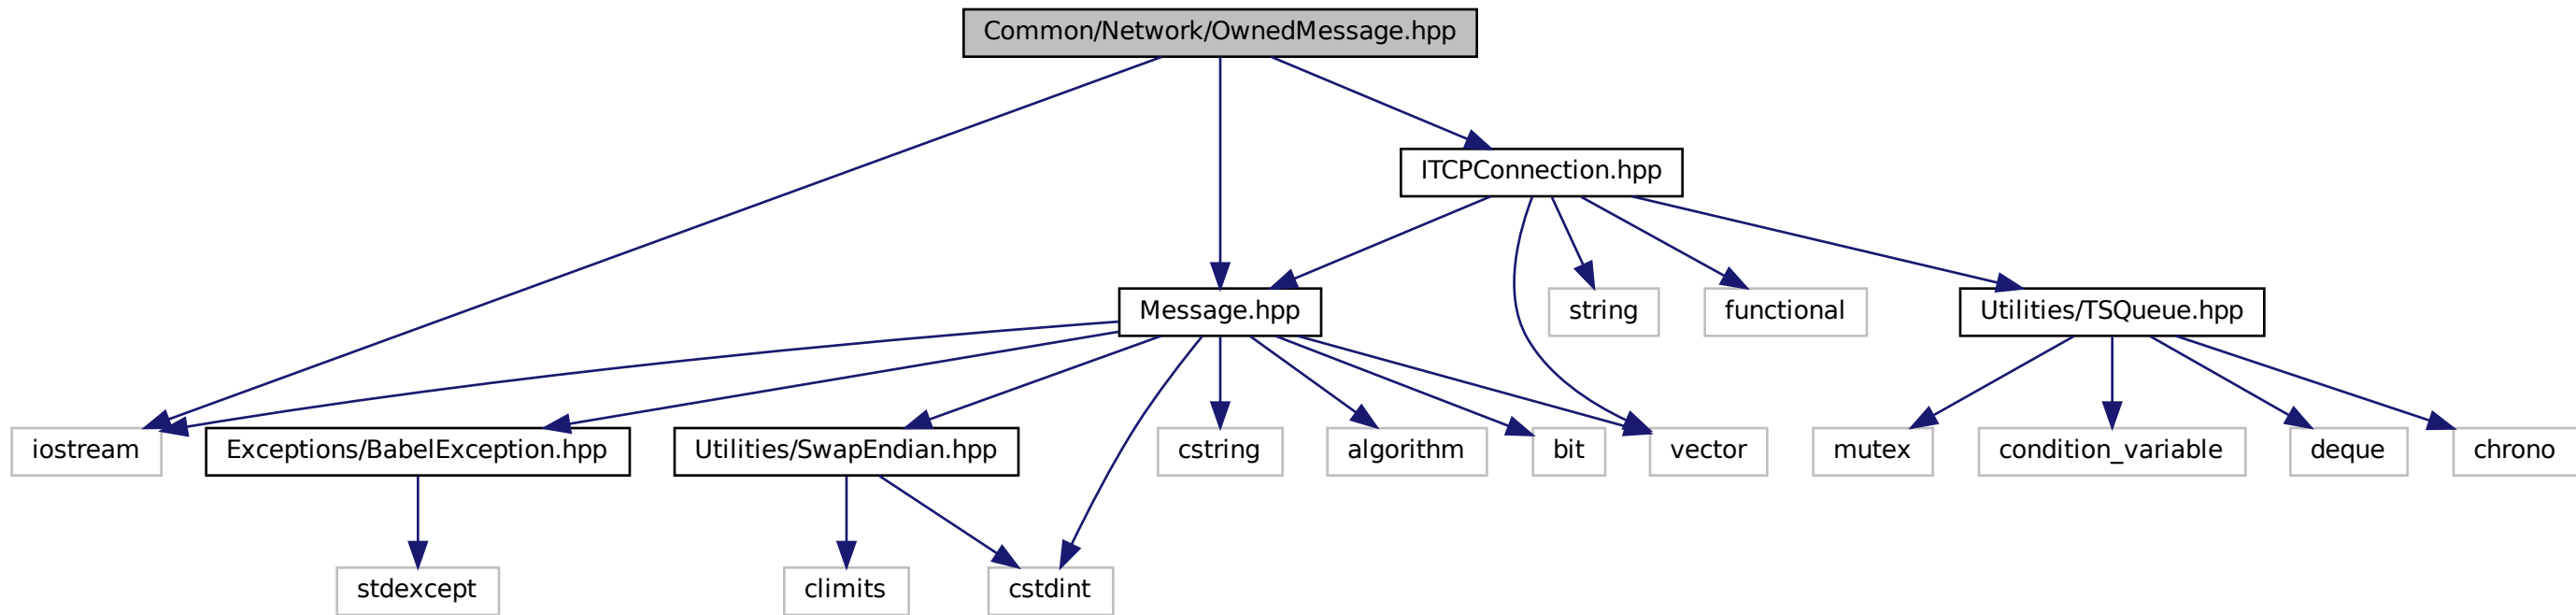 Common/Network/OwnedMessage.hpp
ITCPConnection.hpp
Message.hpp
string
functional
Utilities/TSQueue.hpp
iostream
Exceptions/BabelException.hpp
Utilities/SwapEndian.hpp
cstring
algorithm
bit
vector
mutex
condition_variable
deque
chrono
stdexcept
climits
cstdint